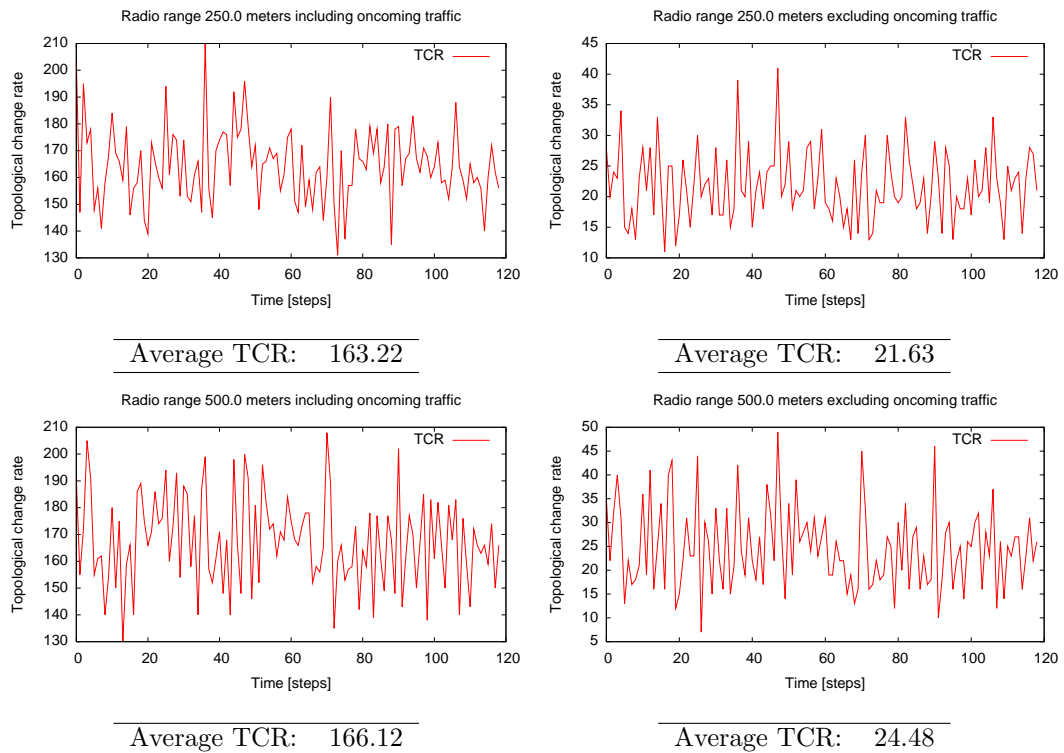 Radio range 250.0 meters including oncoming traffic
210
200
190
180
170
160
150
140
130
0 20 40 60 80 100 120
Topological change rate
Time [steps]
TCR
Average TCR: 163.22
Radio range 250.0 meters excluding oncoming traffic
45
40
35
30
25
20
15
10
0 20 40 60 80 100 120
Topological change rate
Time [steps]
TCR
Average TCR: 21.63
Radio range 500.0 meters including oncoming traffic
210
200
190
180
170
160
150
140
130
0 20 40 60 80 100 120
Topological change rate
Time [steps]
TCR
Average TCR: 166.12
Radio range 500.0 meters excluding oncoming traffic
50
45
40
35
30
25
20
15
10
5
0 20 40 60 80 100 120
Topological change rate
Time [steps]
TCR
Average TCR: 24.48